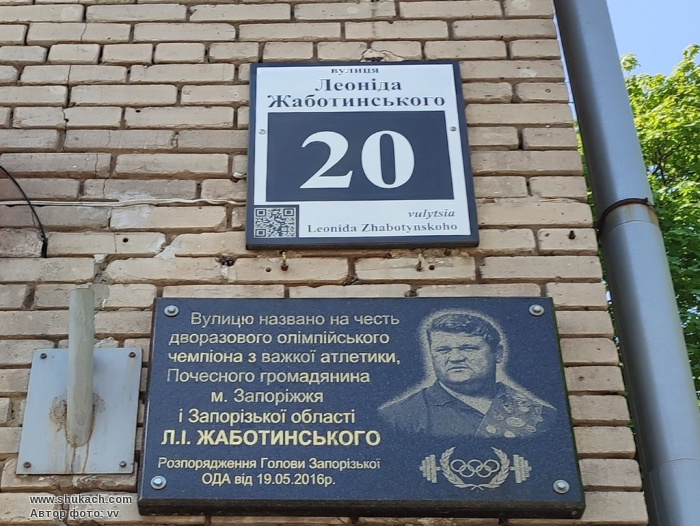 вулиця
Леоніда
Жаботинського
20
vulytsia
Leonida Zhabotynskoho
Вулицю названо на честь
дворазового олімпійського
чемпіона з важкої атлетики,
Почесного громадянина
м. Запоріжжя
і Запорізької області
Л.І. ЖАБОТИНСЬКОГО
Розпорядження Голови Запорізької
ОДА від 19.05.2016р.
www.shukach.com
Автор фото: vv